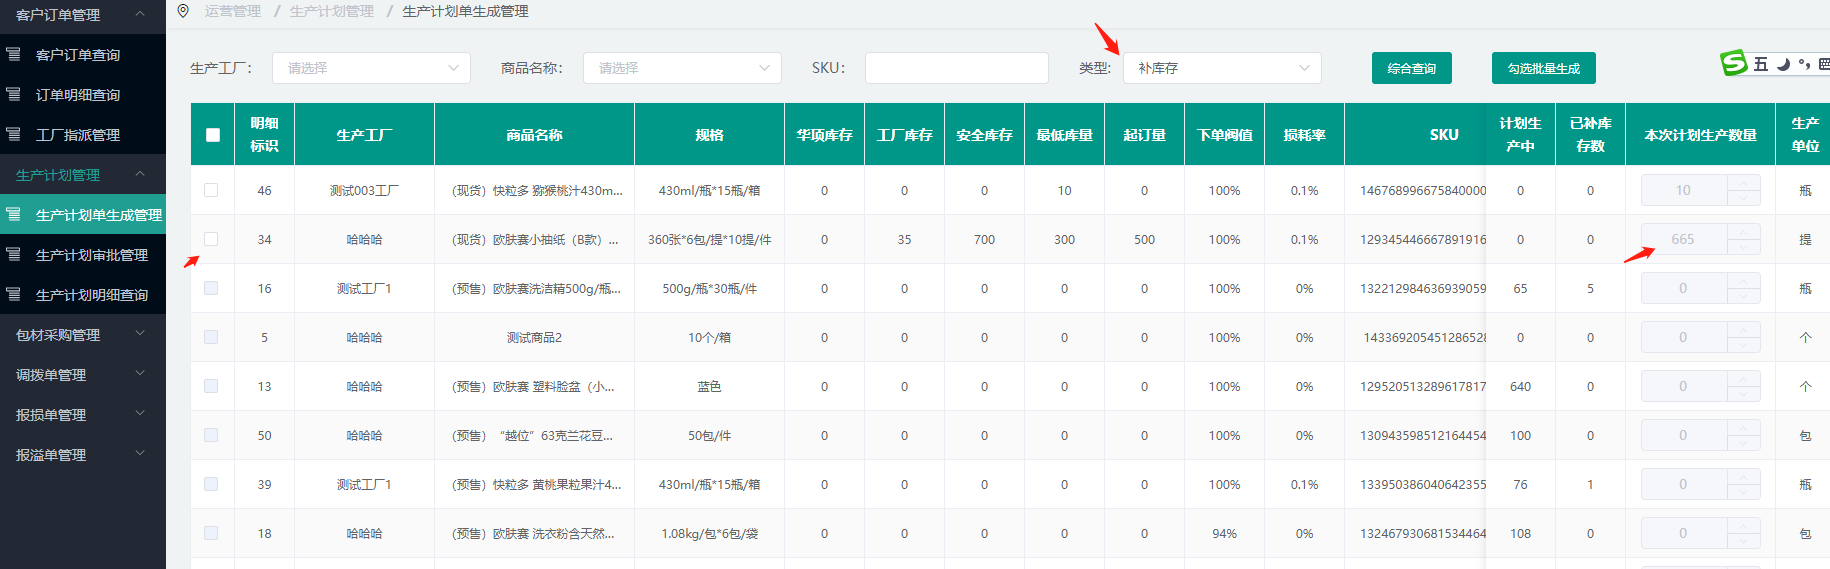 客户订单管理
客户订单查询
订单明细查询
工厂指派管理
生产计划管理
生产计划单生成管理
生产计划审批管理
生产计划明细查询
包材采购管理
调拨单管理
报损单管理
报溢单管理
运营管理 / 生产计划管理 / 生产计划单生成管理
生产工厂： 请选择 商品名称： 请选择 SKU： 类型： 补库存 综合查询 勾选批量生成
五
明细标识 生产工厂 商品名称 规格 华项库存 工厂库存 安全库存 最低库量 起订量 下单阀值 损耗率 SKU 计划生产中 已补库存数 本次计划生产数量 生产单位
46 测试003工厂 （现货）快粒多 猕猴桃汁430m... 430ml/瓶*15瓶/箱 0 0 0 10 0 100% 0.1% 146768996675840000 0 0 10 瓶
34 哈哈哈 （现货）欧肤赛小抽纸（B款）... 360张*6包/提*10提/件 0 35 700 300 500 100% 0.1% 129345446667891916 0 0 665 提
16 测试工厂1 （预售）欧肤赛洗洁精500g/瓶... 500g/瓶*30瓶/件 0 0 0 0 0 100% 0% 132212984636939059 65 5 0 瓶
5 哈哈哈 测试商品2 10个/箱 0 0 0 0 0 100% 0% 143369205451286528 0 0 0 个
13 哈哈哈 （预售）欧肤赛 塑料脸盆（小... 蓝色 0 0 0 0 0 100% 0% 129520513289617817 640 0 0 个
50 哈哈哈 （预售）“越位”63克兰花豆... 50包/件 0 0 0 0 0 100% 0% 130943598512164454 100 0 0 包
39 测试工厂1 （预售）快粒多 黄桃果粒果汁4... 430ml/瓶*15瓶/箱 0 0 0 0 0 100% 0.1% 133950386040642355 76 1 0 瓶
18 哈哈哈 （预售）欧肤赛 洗衣粉含天然... 1.08kg/包*6包/袋 0 0 0 0 0 94% 0% 132467930681534464 108 0 0 包